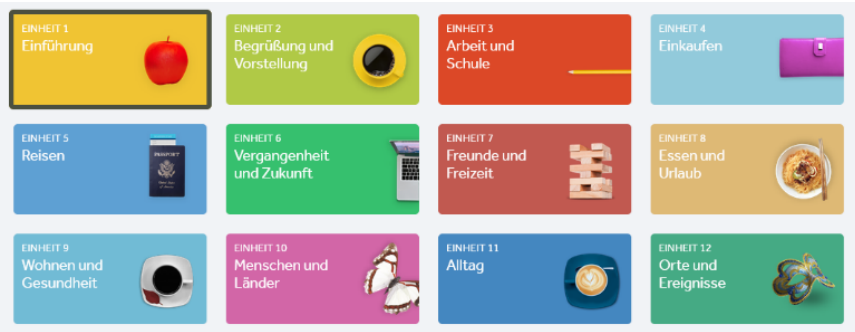 EINHEIT 1
Einführung
EINHEIT 2
Begrüßung und
Vorstellung
EINHEIT 3
Arbeit und
Schule
EINHEIT 4
Einkaufen
EINHEIT 5
Reisen
PASSPORT
EINHEIT 6
Vergangenheit
und Zukunft
EINHEIT 7
Freunde und
Freizeit
EINHEIT 8
Essen und
Urlaub
EINHEIT 9
Wohnen und
Gesundheit
EINHEIT 10
Menschen und
Länder
EINHEIT 11
Alltag
EINHEIT 12
Orte und
Ereignisse